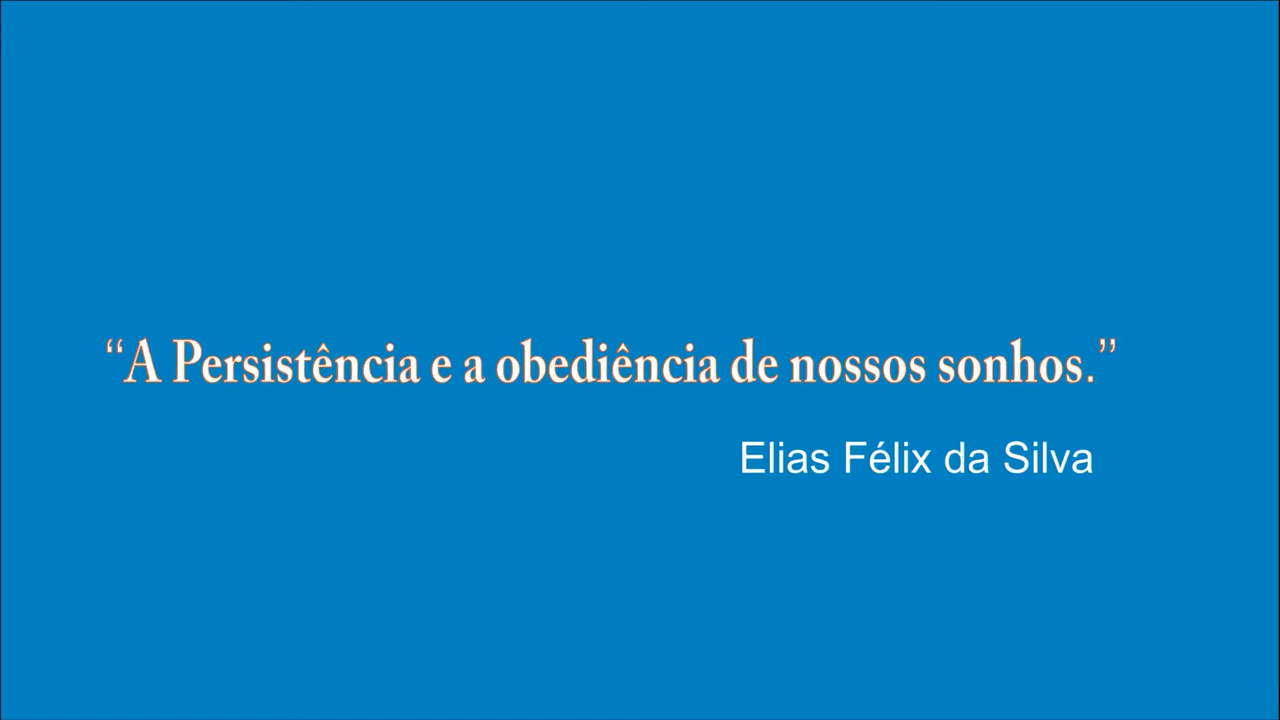 “A Persistência e a obediência de nossos sonhos.”
Elias Félix da Silva